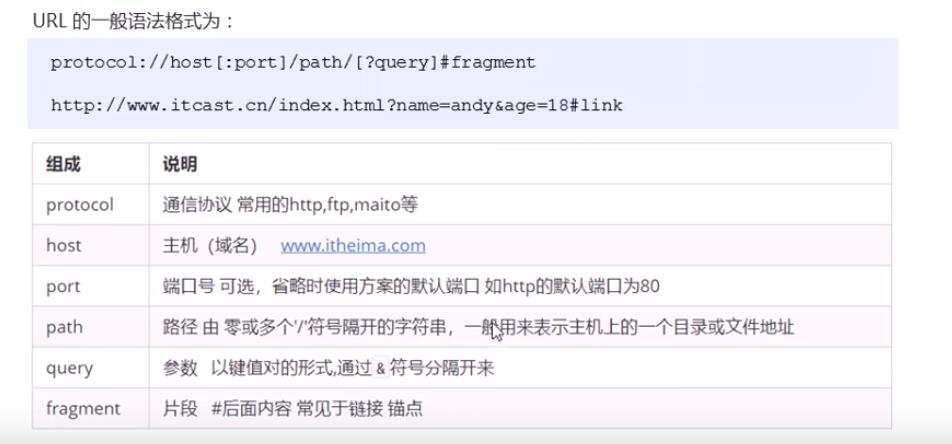 URL 的一般语法格式为：
protocol://host[:port]/path/[?query]#fragment
http://www.itcast.cn/index.html?name=andy&age=18#link
组成 说明
protocol 通信协议 常用的http,ftp,maito等
host 主机（域名） www.itheima.com
port 端口号 可选，省略时使用方案的默认端口 如http的默认端口为80
path 路径 由 零或多个'/'符号隔开的字符串，一般用来表示主机上的一个目录或文件地址
query 参数 以键值对的形式,通过 & 符号分隔开来
fragment 片段 #后面内容 常见于链接 锚点